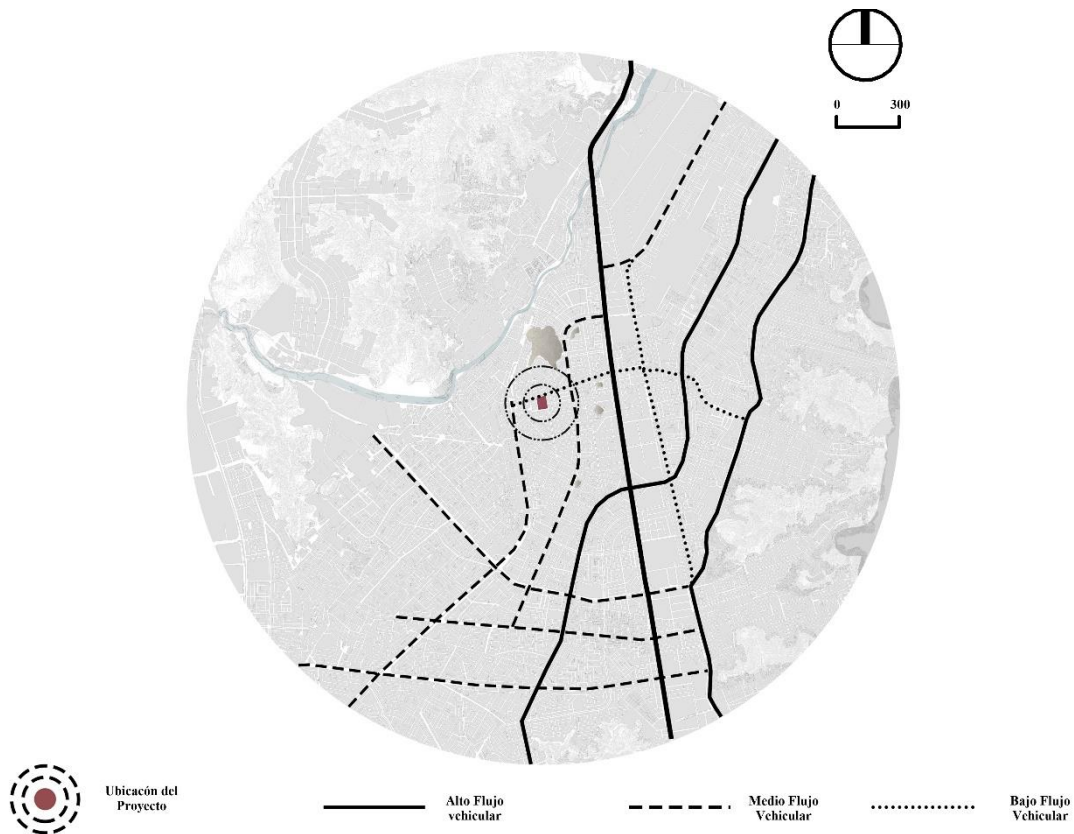 0 300
Ubicacón del
Proyecto
Alto Flujo
vehicular
Medio Flujo
Vehicular
Bajo Flujo
Vehicular